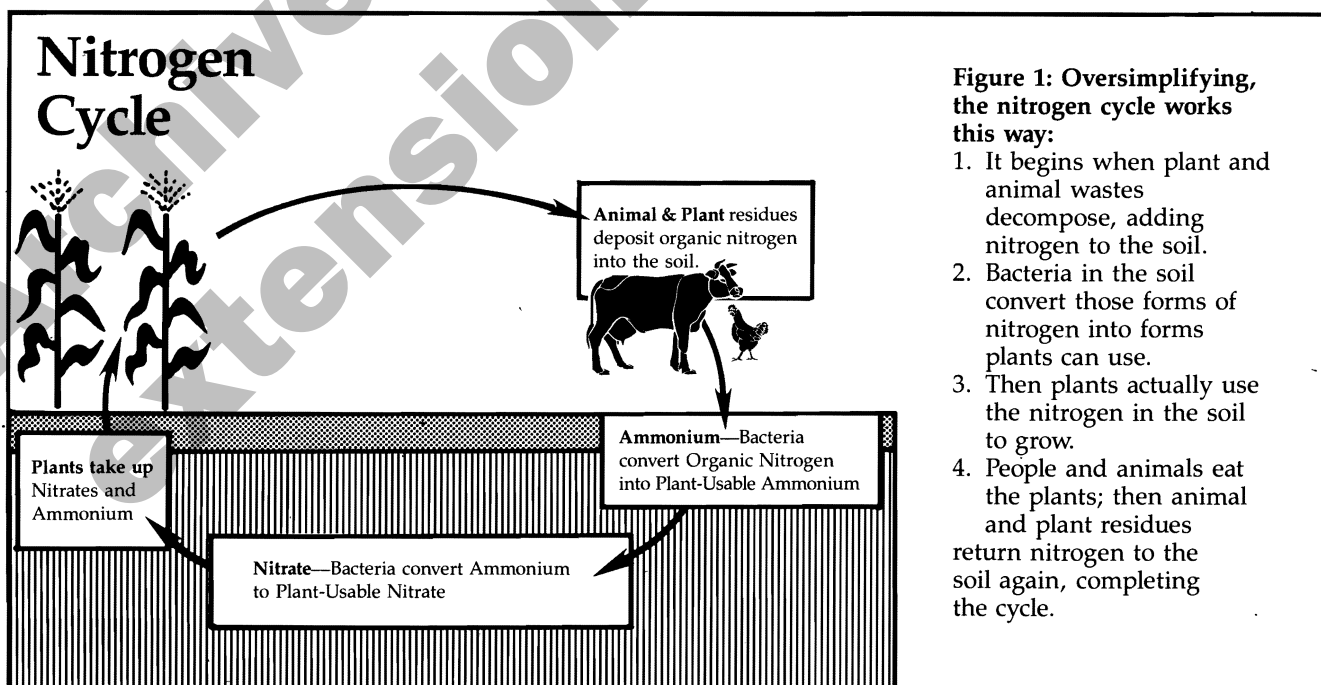 Nitrogen
Cycle
Animal & Plant residues
deposit organic nitrogen
into the soil.
Ammonium—Bacteria
convert Organic Nitrogen
into Plant-Usable Ammonium
Plants take up
Nitrates and
Ammonium
Nitrate—Bacteria convert Ammonium
to Plant-Usable Nitrate
Figure 1: Oversimplifying,
the nitrogen cycle works
this way:
1. It begins when plant and
animal wastes
decompose, adding
nitrogen to the soil.
2. Bacteria in the soil
convert those forms of
nitrogen into forms
plants can use.
3. Then plants actually use
the nitrogen in the soil
to grow.
4. People and animals eat
the plants; then animal
and plant residues
return nitrogen to the
soil again, completing
the cycle.
Archive
extension